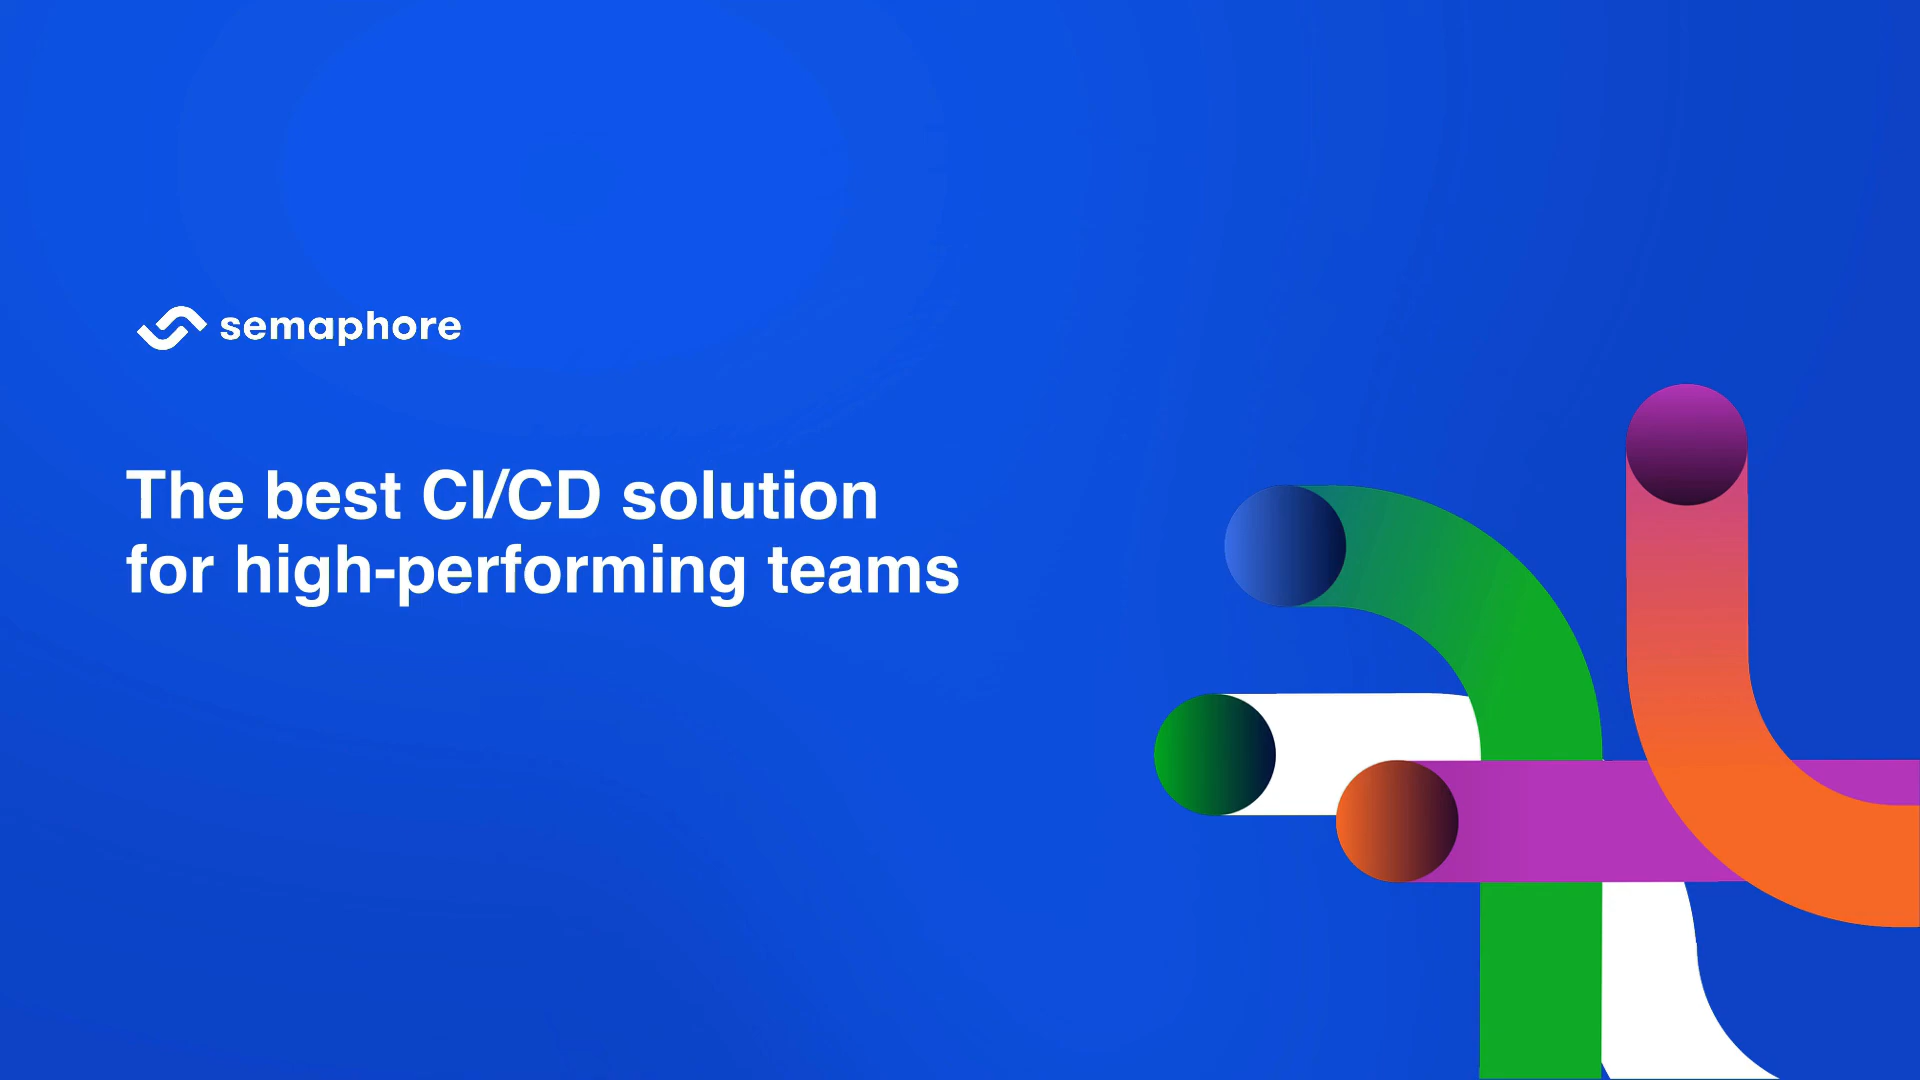 semaphore
The best CI/CD solution
for high-performing teams